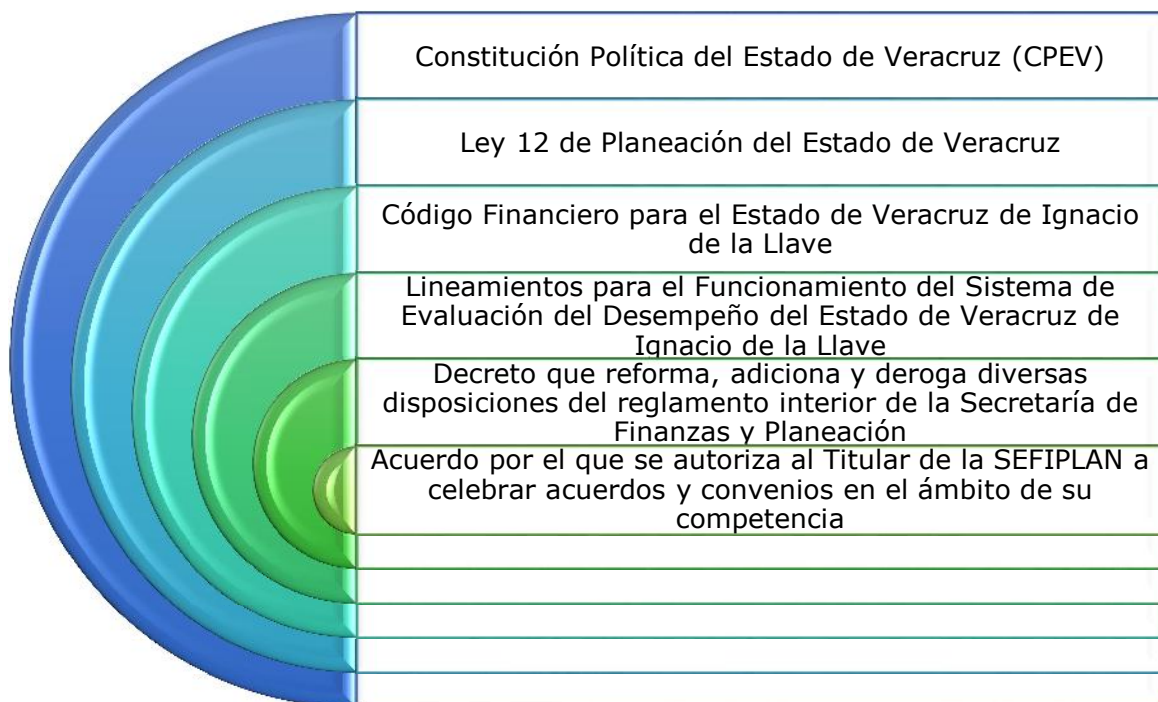 Constitución Política del Estado de Veracruz (CPEV)
Ley 12 de Planeación del Estado de Veracruz
Código Financiero para el Estado de Veracruz de Ignacio
de la Llave
Lineamientos para el Funcionamiento del Sistema de
Evaluación del Desempeño del Estado de Veracruz de
Ignacio de la Llave
Decreto que reforma, adiciona y deroga diversas
disposiciones del reglamento interior de la Secretaría de
Finanzas y Planeación
Acuerdo por el que se autoriza al Titular de la SEFIPLAN a
celebrar acuerdos y convenios en el ámbito de su
competencia